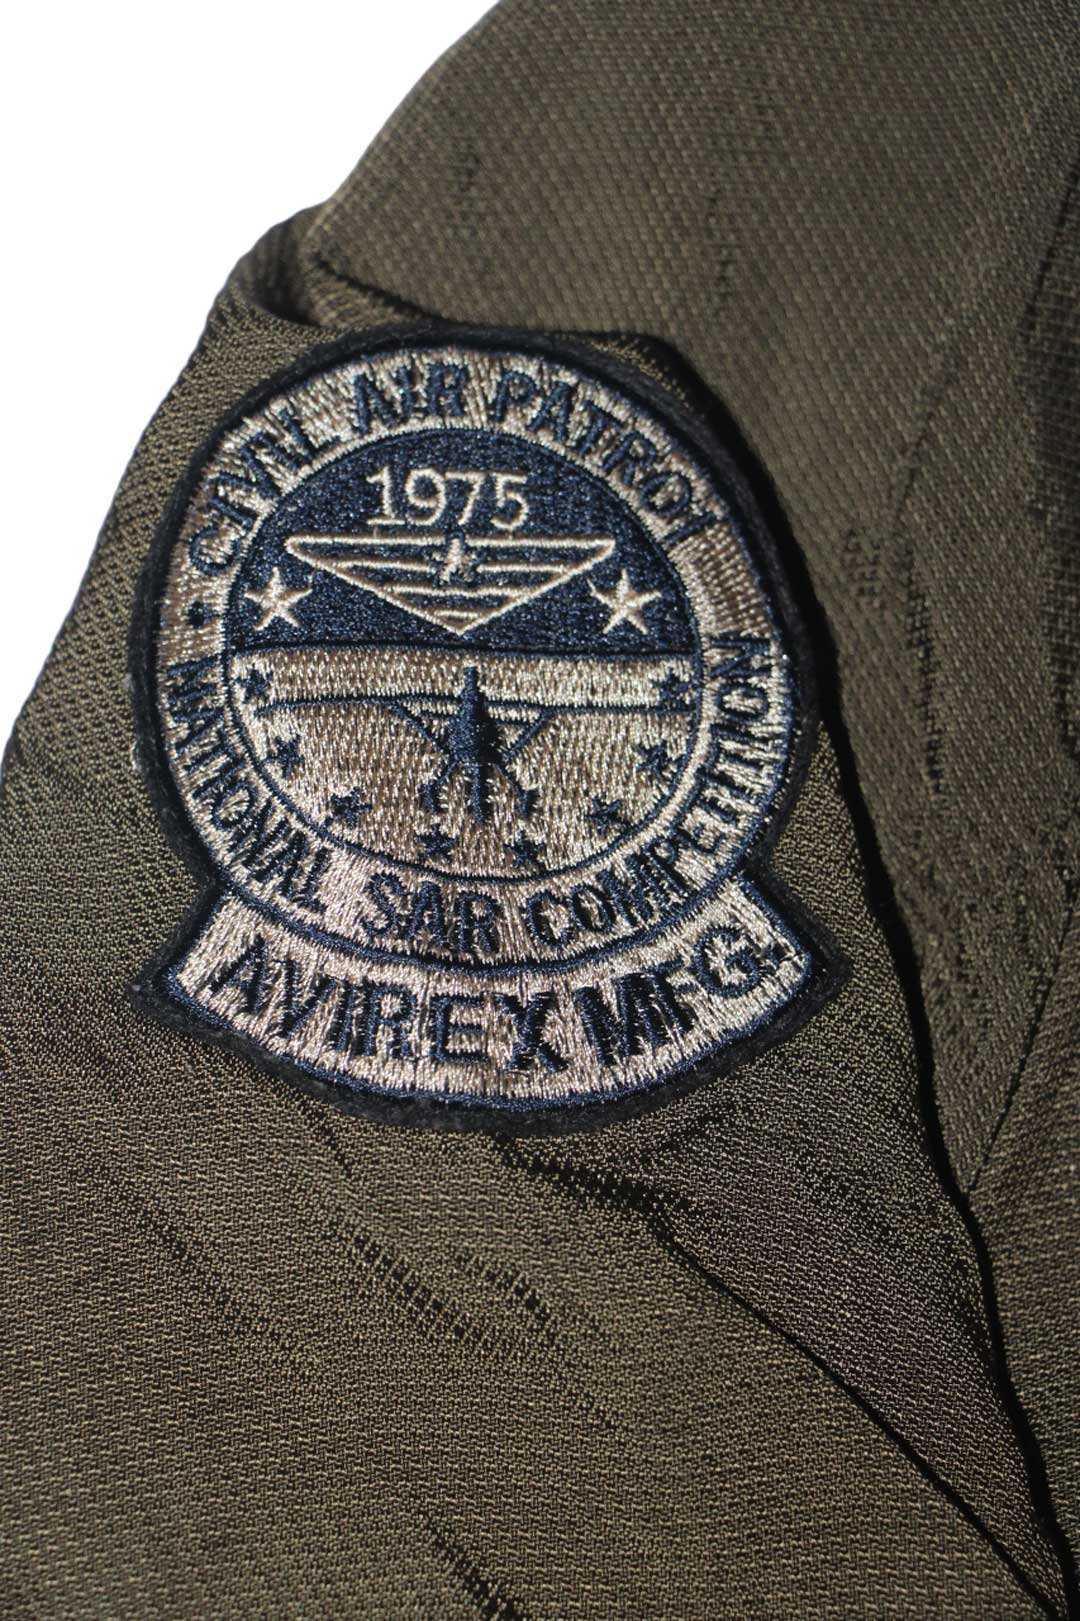 CIVIL AIR PATROL
1975
NATIONAL SAR COMPETITION
AVIREX MFG.